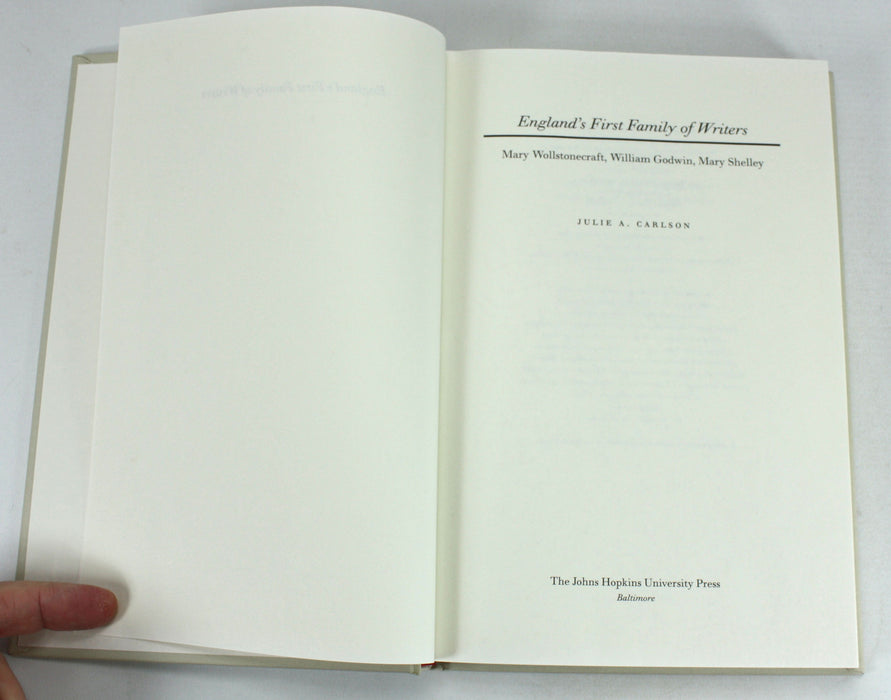 England's First Family of Writers
Mary Wollstonecraft, William Godwin, Mary Shelley
JULIE A. CARLSON
The Johns Hopkins University Press
Baltimore